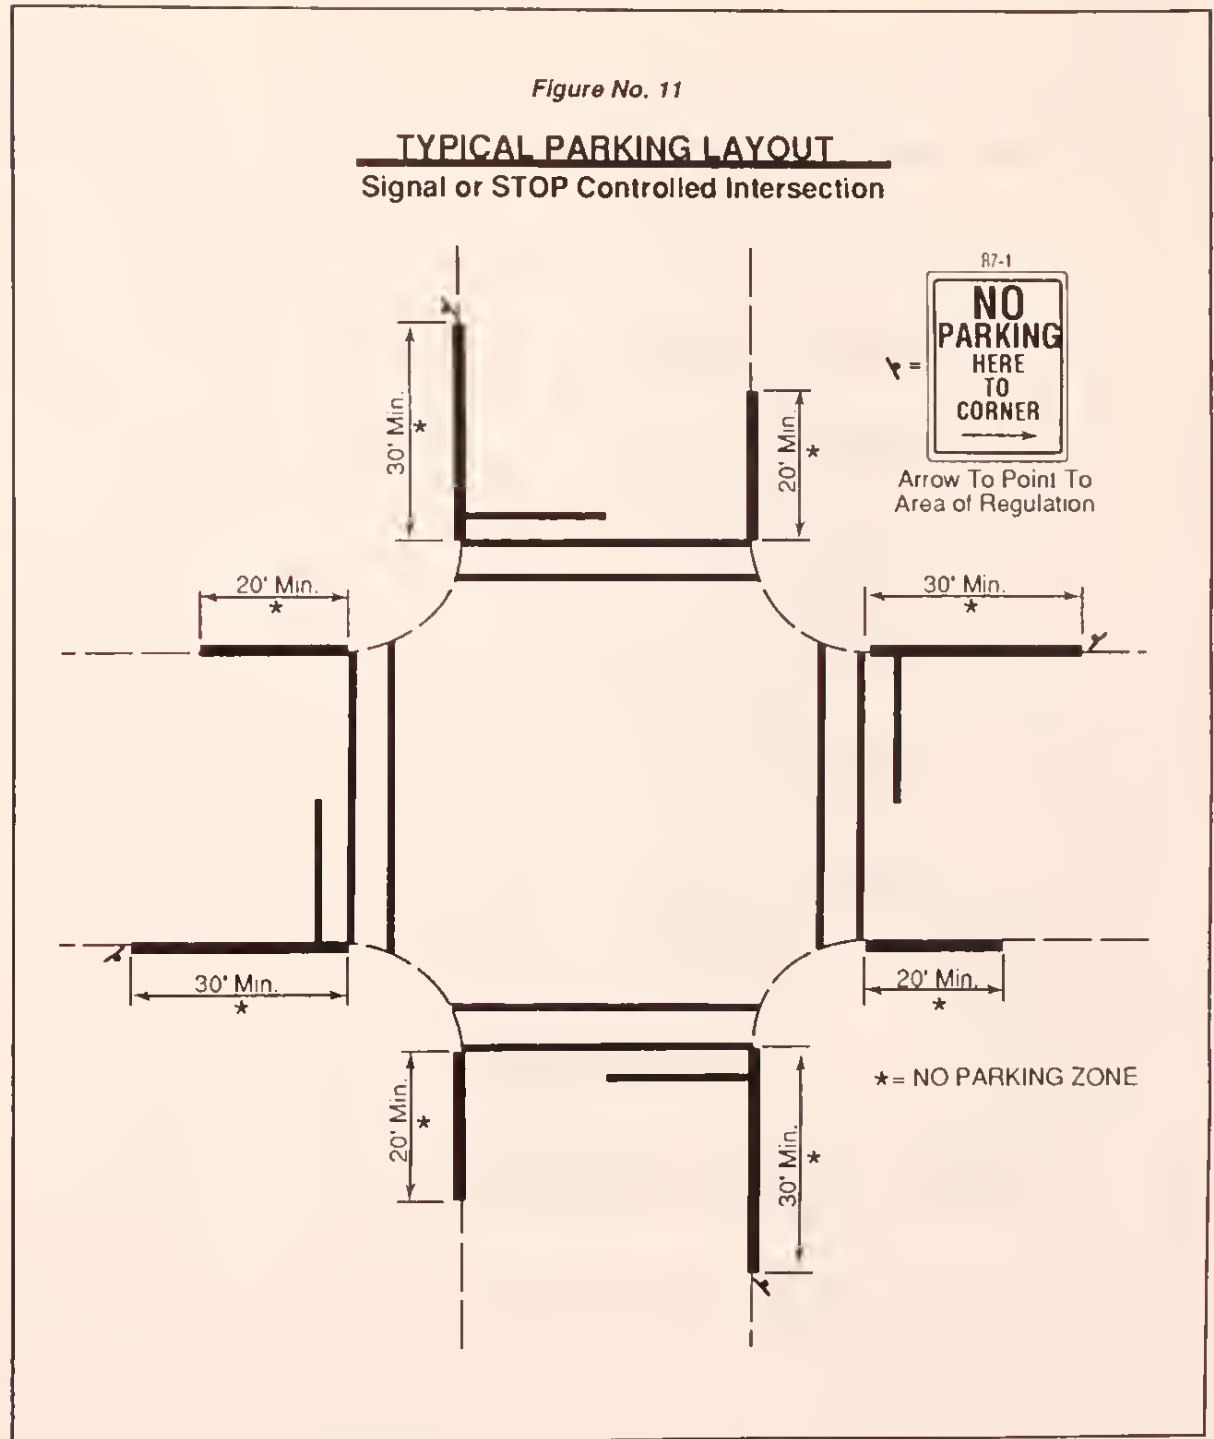 Figure No. 11
TYPICAL PARKING LAYOUT
Signal or STOP Controlled Intersection
R7-1
NO
PARKING
HERE
TO
CORNER
=
Arrow To Point To
Area of Regulation
30' Min.
*
20' Min.
*
20' Min.
*
30' Min.
*
30' Min.
*
20' Min.
*
*= NO PARKING ZONE
20' Min.
*
30' Min.
*